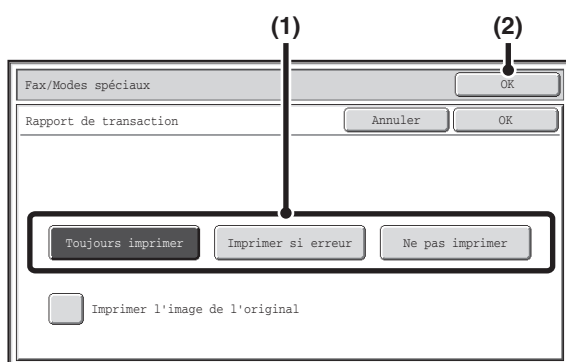 (1) (2)
Fax/Modes spéciaux OK
Rapport de transaction Annuler OK
Toujours imprimer Imprimer si erreur Ne pas imprimer
Imprimer l'image de l'original